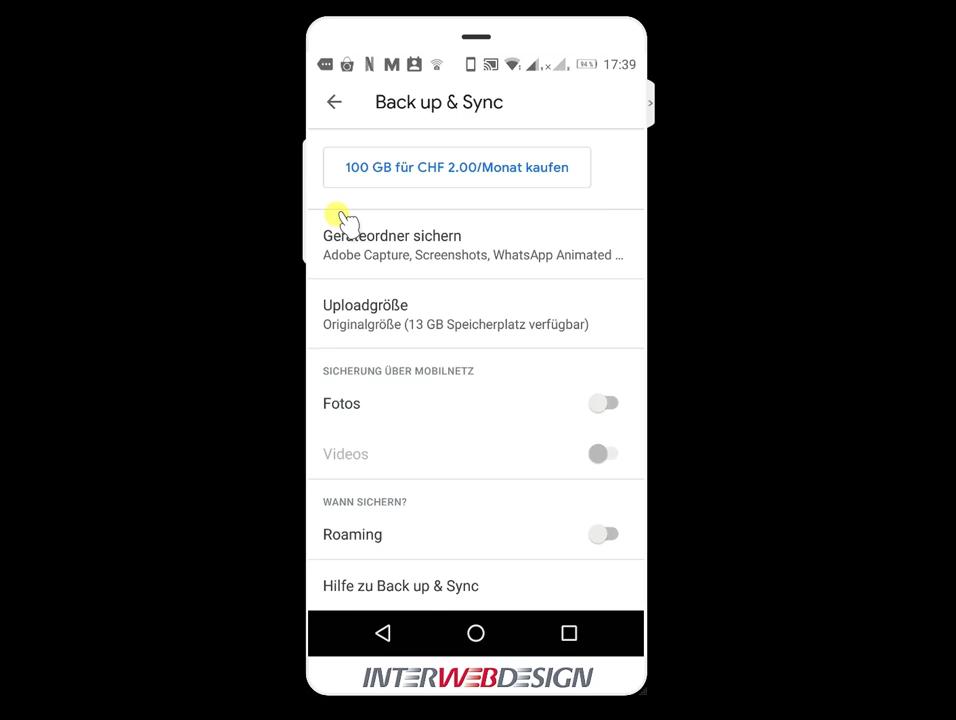 94 %
17:39
Back up & Sync
100 GB für CHF 2.00/Monat kaufen
Geräteordner sichern
Adobe Capture, Screenshots, WhatsApp Animated ...
Uploadgröße
Originalgröße (13 GB Speicherplatz verfügbar)
SICHERUNG ÜBER MOBILNETZ
Fotos
Videos
WANN SICHERN?
Roaming
Hilfe zu Back up & Sync
INTERWEBDESIGN